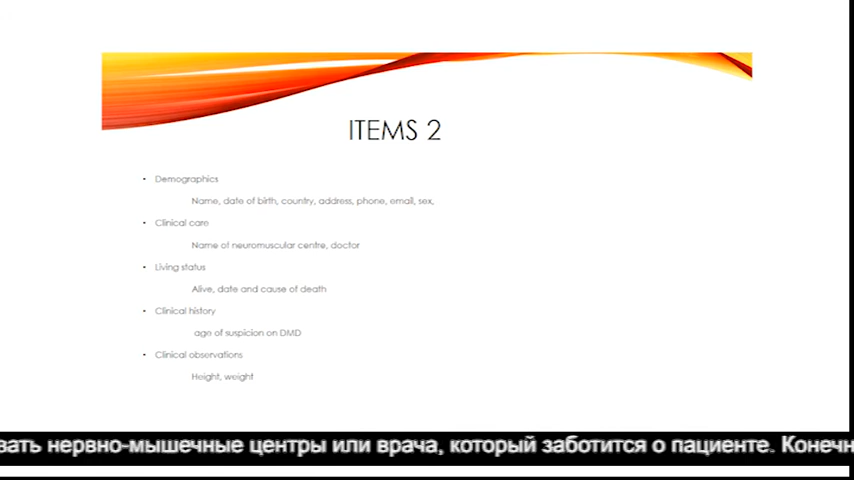 ITEMS 2
• Demographics
Name, date of birth, country, address, phone, email, sex,
• Clinical care
Name of neuromuscular centre, doctor
• Living status
Alive, date and cause of death
• Clinical history
age of suspicion on DMD
• Clinical observations
Height, weight
вать нервно-мышечные центры или врача, который заботится о пациенте. Конечн